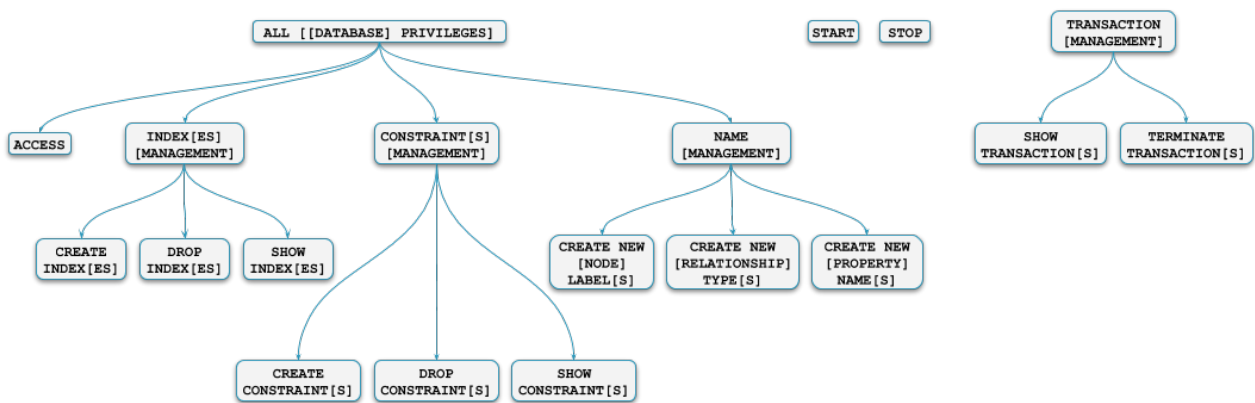 ALL [[DATABASE] PRIVILEGES]
START
STOP
TRANSACTION
[MANAGEMENT]
ACCESS
INDEX[ES]
[MANAGEMENT]
CONSTRAINT[S]
[MANAGEMENT]
NAME
[MANAGEMENT]
SHOW
TRANSACTION[S]
TERMINATE
TRANSACTION[S]
CREATE
INDEX[ES]
DROP
INDEX[ES]
SHOW
INDEX[ES]
CREATE NEW
[NODE]
LABEL[S]
CREATE NEW
[RELATIONSHIP]
TYPE[S]
CREATE NEW
[PROPERTY]
NAME[S]
CREATE
CONSTRAINT[S]
DROP
CONSTRAINT[S]
SHOW
CONSTRAINT[S]